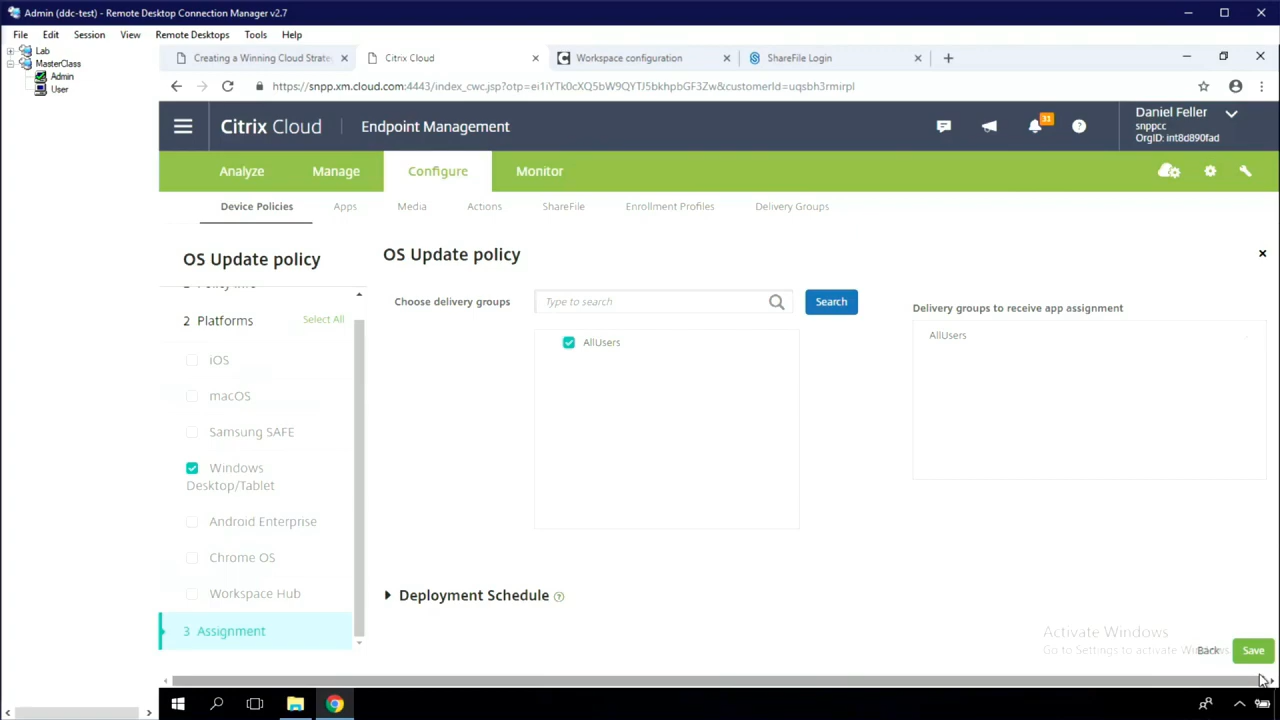 Admin (ddc-test) - Remote Desktop Connection Manager v2.7
File Edit Session View Remote Desktops Tools Help
Lab
MasterClass
Admin
User
Creating a Winning Cloud Strate
Citrix Cloud
Workspace configuration
ShareFile Login
https://snpp.xm.cloud.com:4443/index_cwc.jsp?otp=ei1iYTk0cXQ5bW9QYTJ5bkhpbGF3Zw&customerId=uqsbh3rmirpl
Citrix Cloud
Endpoint Management
Daniel Feller
snppcc
OrgID: int8d890fad
Analyze Manage Configure Monitor
Device Policies Apps Media Actions ShareFile Enrollment Profiles Delivery Groups
OS Update policy
2 Platforms
Select All
iOS
macOS
Samsung SAFE
Windows
Desktop/Tablet
Android Enterprise
Chrome OS
Workspace Hub
3 Assignment
OS Update policy
Choose delivery groups
Type to search
Search
AllUsers
Delivery groups to receive app assignment
AllUsers
Deployment Schedule
Activate Windows
Go to Settings to activate Windows.
Back
Save